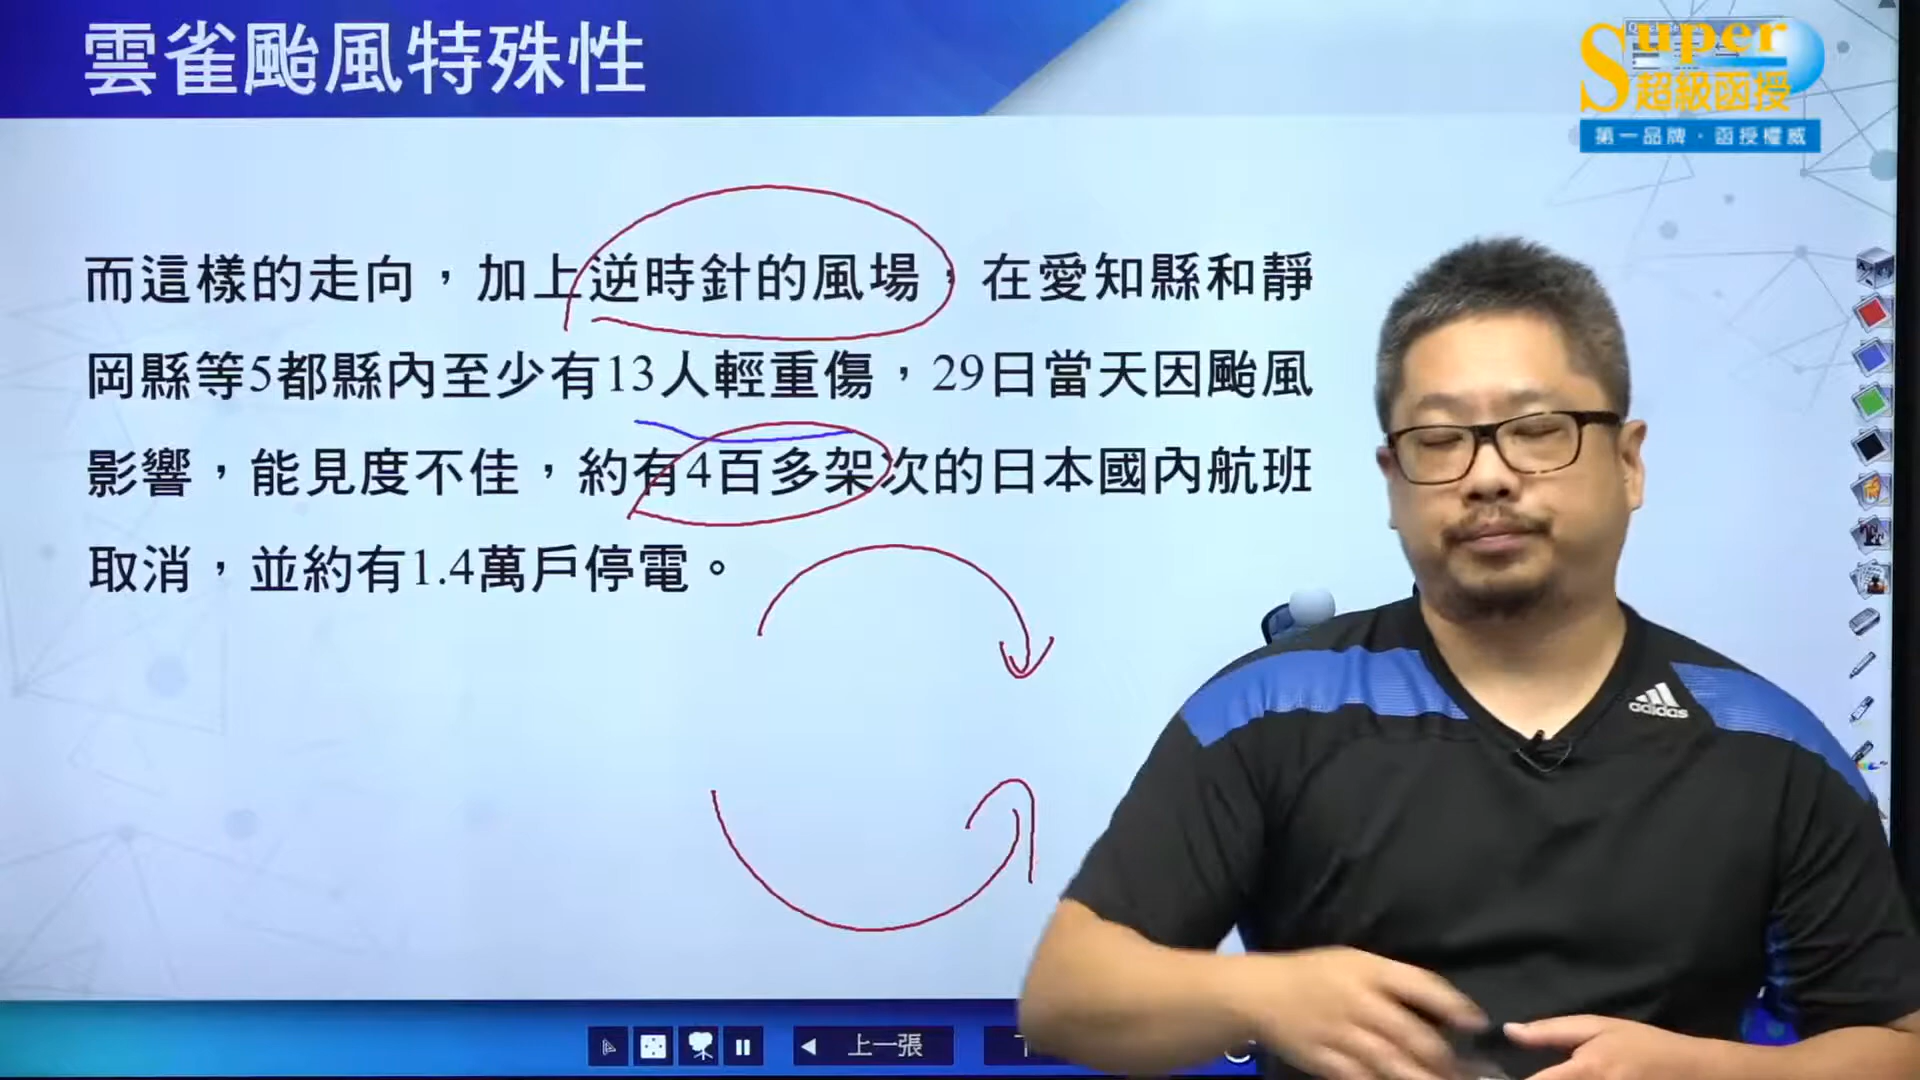 雲雀颱風特殊性
Super
超級函授
第一品牌・函授權威
而這樣的走向，加上逆時針的風場，在愛知縣和靜
岡縣等5都縣內至少有13人輕重傷，29日當天因颱風
影響，能見度不佳，約有4百多架次的日本國內航班
取消，並約有1.4萬戶停電。
adidas
上一張